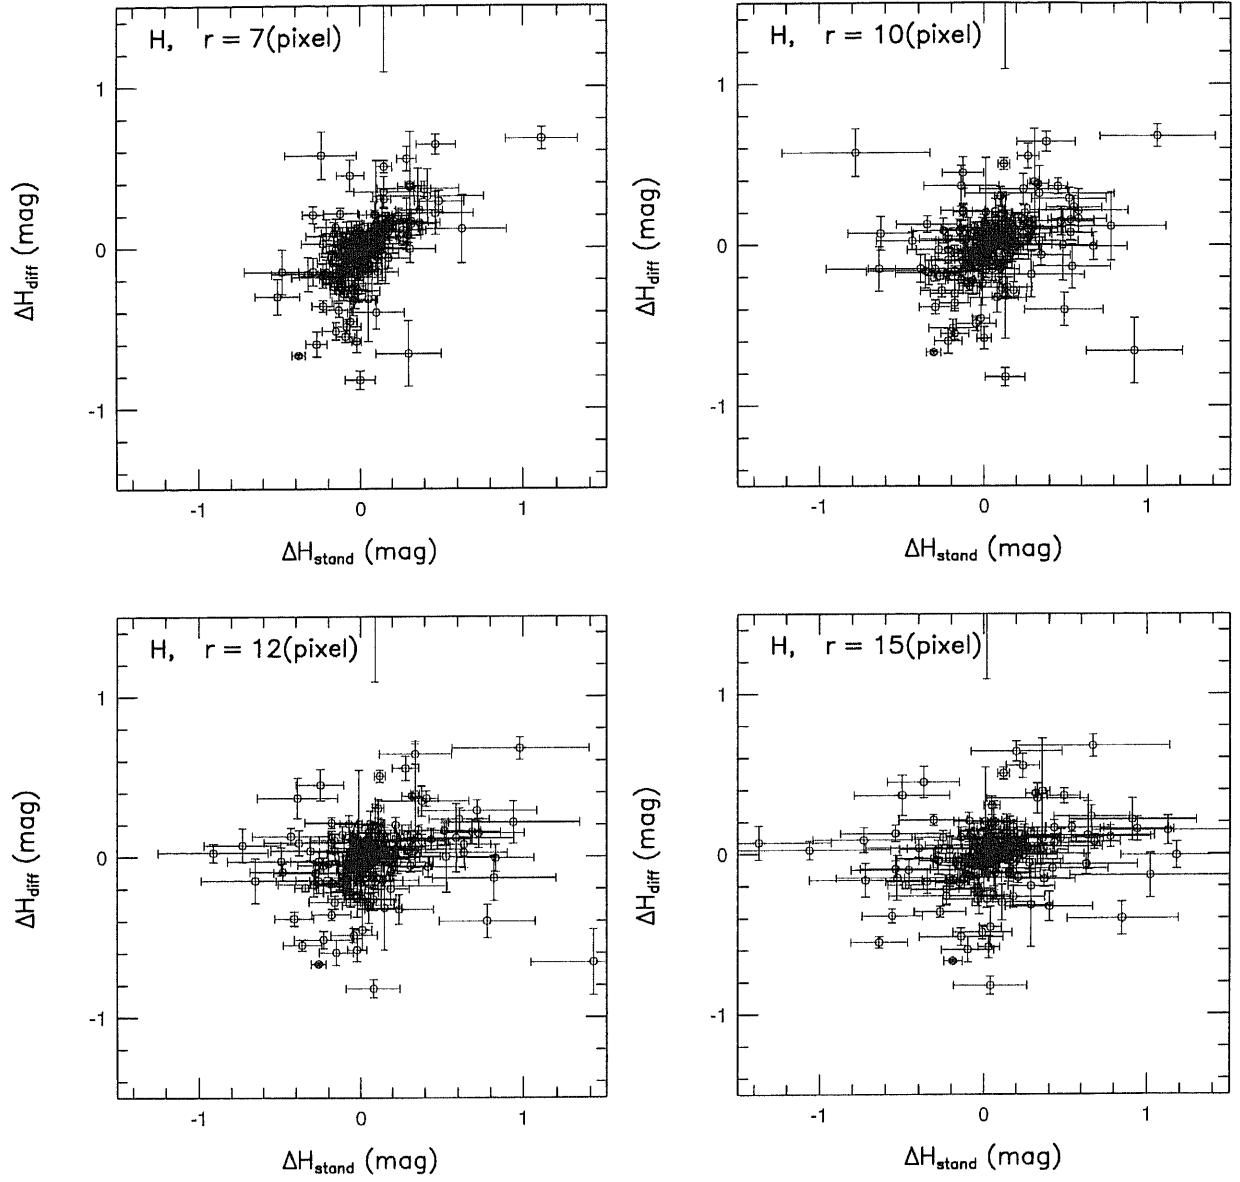 H, r = 7(pixel)
1
0
-1
ΔH_diff (mag)
-1
0
1
ΔH_stand (mag)
H, r = 10(pixel)
1
0
-1
ΔH_diff (mag)
-1
0
1
ΔH_stand (mag)
H, r = 12(pixel)
1
0
-1
ΔH_diff (mag)
-1
0
1
ΔH_stand (mag)
H, r = 15(pixel)
1
0
-1
ΔH_diff (mag)
-1
0
1
ΔH_stand (mag)